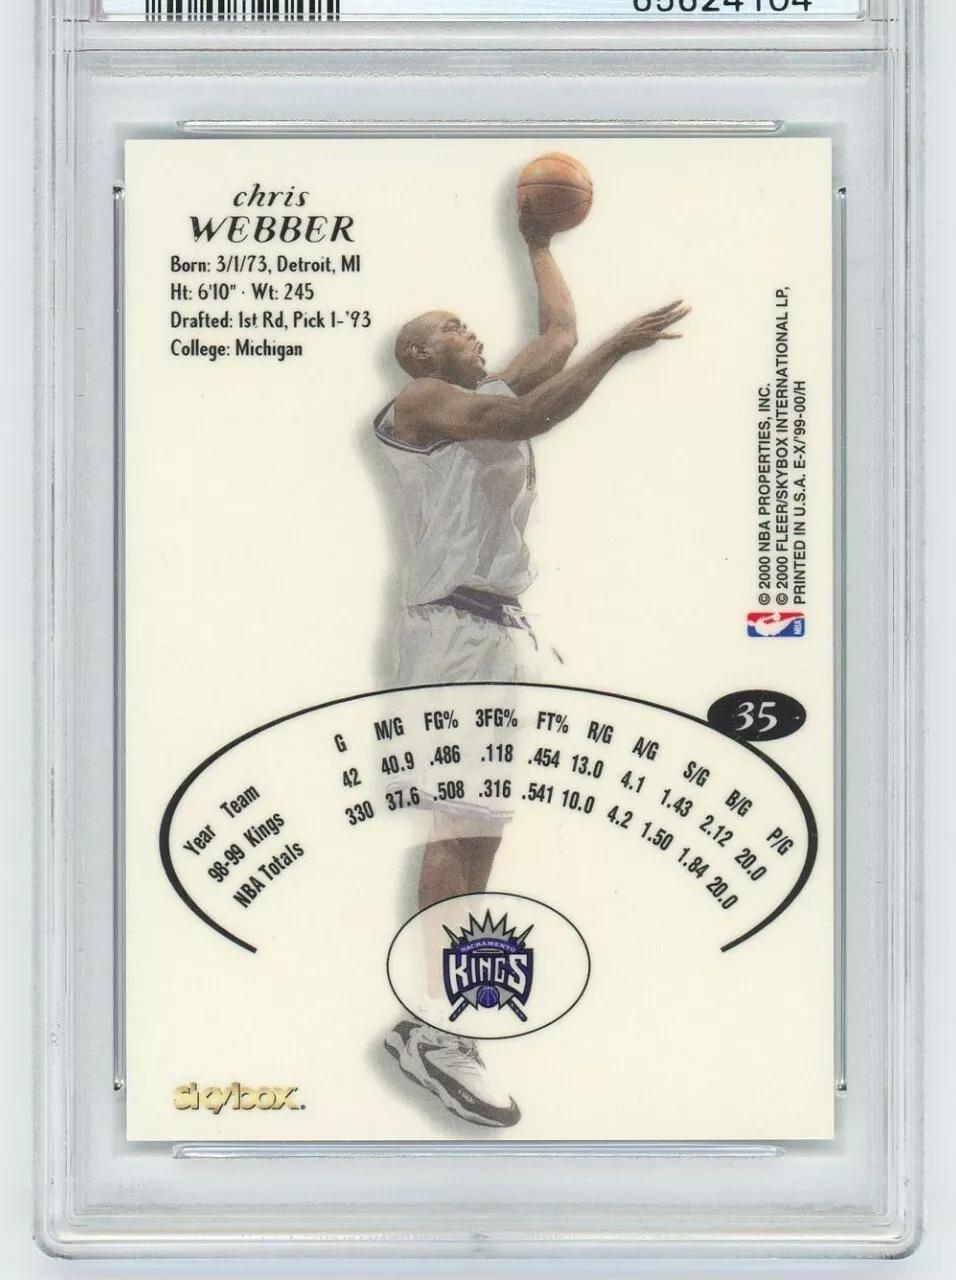 65624104
chris
WEBBER
Born: 3/1/73, Detroit, MI
Ht: 6'10" · Wt: 245
Drafted: 1st Rd, Pick 1-'93
College: Michigan
© 2000 NBA PROPERTIES, INC.
© 2000 FLEER/SKYBOX INTERNATIONAL LP,
PRINTED IN U.S.A. E-X/'99-00/H
NBA
35
Year Team G M/G FG% 3FG% FT% R/G A/G S/G B/G P/G
98-99 Kings 42 40.9 .486 .118 .454 13.0 4.1 1.43 2.12 20.0
NBA Totals 330 37.6 .508 .316 .541 10.0 4.2 1.50 1.84 20.0
SACRAMENTO
KINGS
skybox.